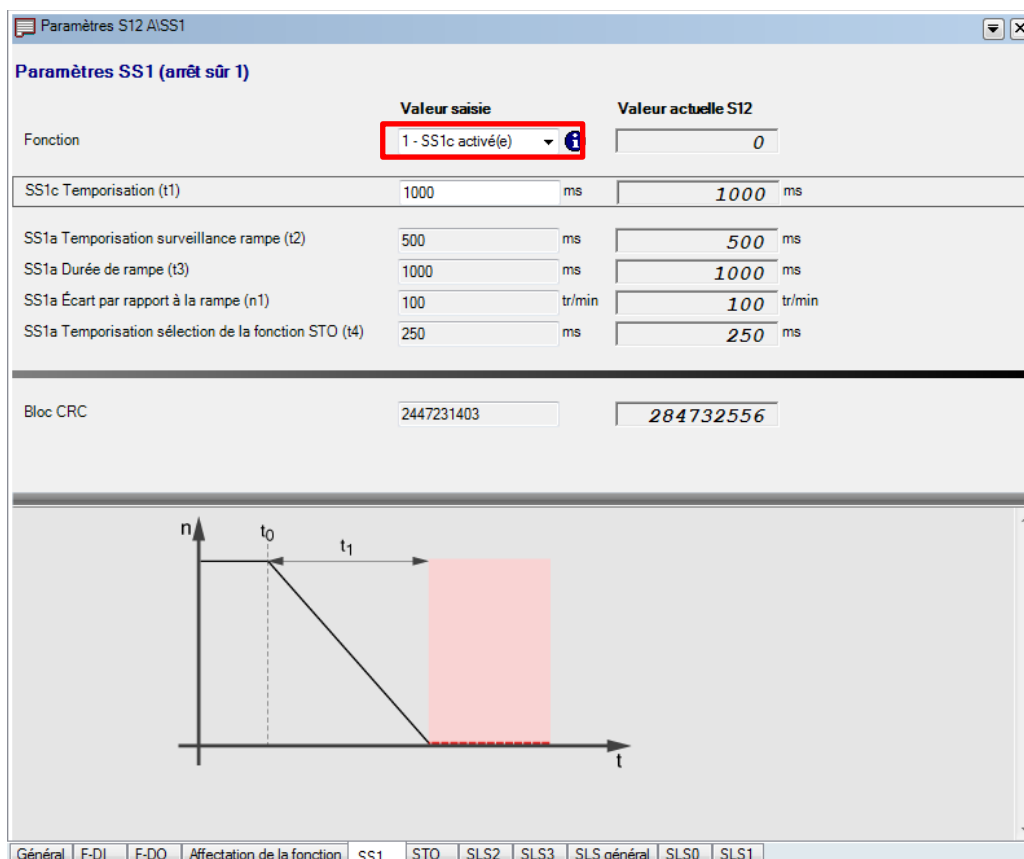 Paramètres S12 A\SS1
Paramètres SS1 (arrêt sûr 1)
Valeur saisie Valeur actuelle S12
Fonction 1 - SS1c activé(e) 0
SS1c Temporisation (t1) 1000 ms 1000 ms
SS1a Temporisation surveillance rampe (t2) 500 ms 500 ms
SS1a Durée de rampe (t3) 1000 ms 1000 ms
SS1a Écart par rapport à la rampe (n1) 100 tr/min 100 tr/min
SS1a Temporisation sélection de la fonction STO (t4) 250 ms 250 ms
Bloc CRC 2447231403 284732556
n t0 t1
t
Général F-DI F-DO Affectation de la fonction SS1 STO SLS2 SLS3 SLS général SLS0 SLS1